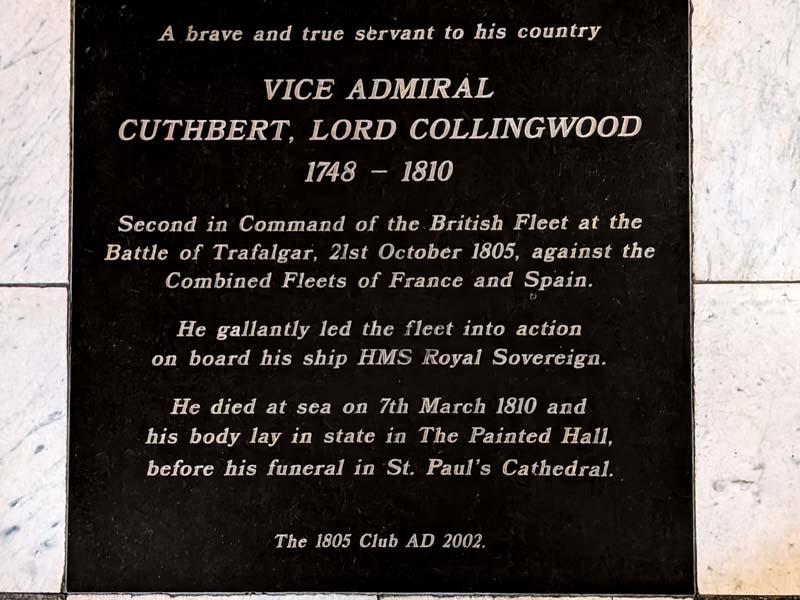 A brave and true servant to his country
VICE ADMIRAL
CUTHBERT, LORD COLLINGWOOD
1748 – 1810
Second in Command of the British Fleet at the
Battle of Trafalgar, 21st October 1805, against the
Combined Fleets of France and Spain.
He gallantly led the fleet into action
on board his ship HMS Royal Sovereign.
He died at sea on 7th March 1810 and
his body lay in state in The Painted Hall,
before his funeral in St. Paul's Cathedral.
The 1805 Club AD 2002.